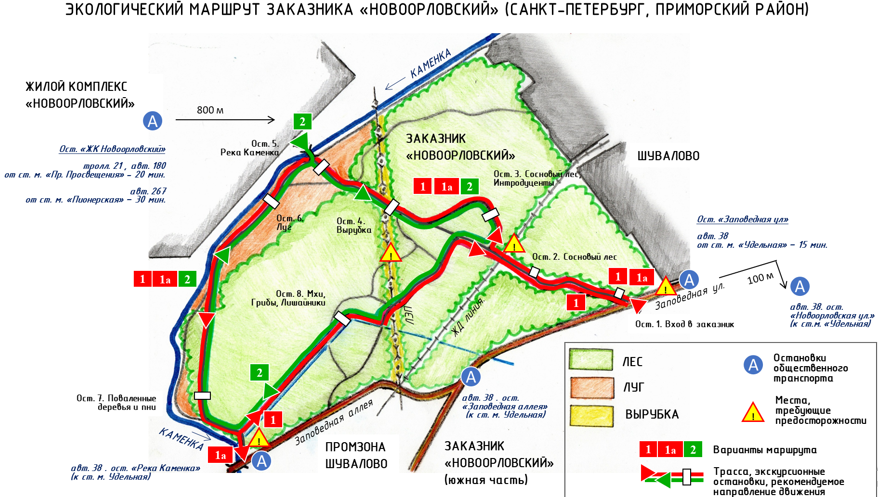 ЭКОЛОГИЧЕСКИЙ МАРШРУТ ЗАКАЗНИКА «НОВООРЛОВСКИЙ» (САНКТ-ПЕТЕРБУРГ, ПРИМОРСКИЙ РАЙОН)
ЖИЛОЙ КОМПЛЕКС
«НОВООРЛОВСКИЙ»
А
800 м
Ост. «ЖК Новоорловский»
тролл. 21, авт. 180
от ст. м. «Пр. Просвещения» - 20 мин.
авт. 267
от ст. м. «Пионерская» - 30 мин.
2
Ост. 5.
Река Каменка
КАМЕНКА
ЗАКАЗНИК
«НОВООРЛОВСКИЙ»
Ост. 3. Сосновый лес,
Интродуценты
1 1а 2
ШУВАЛОВО
Ост. 6.
Луг
Ост. 4.
Вырубка
!
!
Ост. 2. Сосновый лес
Ост. «Заповедная ул»
авт. 38
от ст. м. «Удельная» - 15 мин.
1 1а 2
1 1а
1
!
А
Заповедная ул.
100 м
А
авт. 38. ост.
«Новоорловская ул.»
(к ст. м. «Удельная»)
Ост. 1. Вход в заказник
Ост. 8. Мхи,
Грибы, Лишайники
ЛЭП
ЖД линия
2
1
Ост. 7. Поваленные
деревья и пни
КАМЕНКА
1а
!
А
Заповедная аллея
А
авт. 38. ост.
«Заповедная аллея»
(к ст. м. «Удельная»)
авт. 38. ост. «Река Каменка»
(к ст. м. Удельная)
ПРОМЗОНА
ШУВАЛОВО
ЗАКАЗНИК
«НОВООРЛОВСКИЙ»
(южная часть)
ЛЕС
ЛУГ
ВЫРУБКА
А
Остановки
общественного
транспорта
!
Места,
требующие
предосторожности
1 1а 2
Варианты маршрута
Трасса, экскурсионные
остановки, рекомендуемое
направление движения